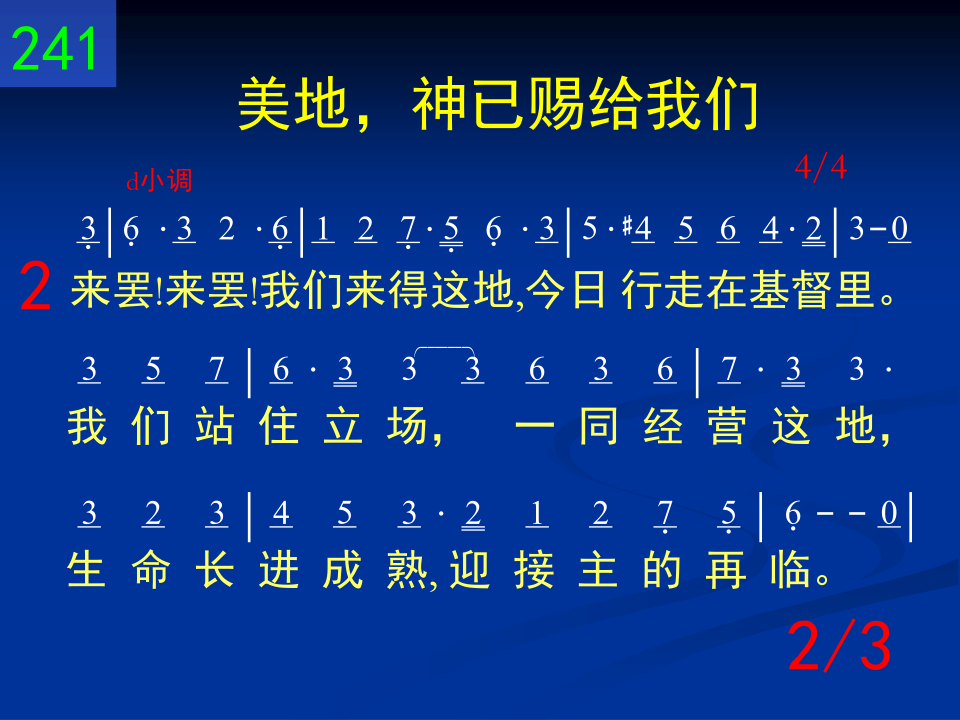 241
美地，神已赐给我们
d小调
4/4
3|6·3 2·6|1 2 7·5 6·3|5·#4 5 6 4·2|3-0
2
来罢!来罢!我们来得这地,今日 行走在基督里。
3 5 7|6·3 3 3 6 3 6|7·3 3·
我 们 站 住 立 场， 一 同 经 营 这 地，
3 2 3|4 5 3·2 1 2 7 5|6--0|
生 命 长 进 成 熟, 迎 接 主 的 再 临。
2/3